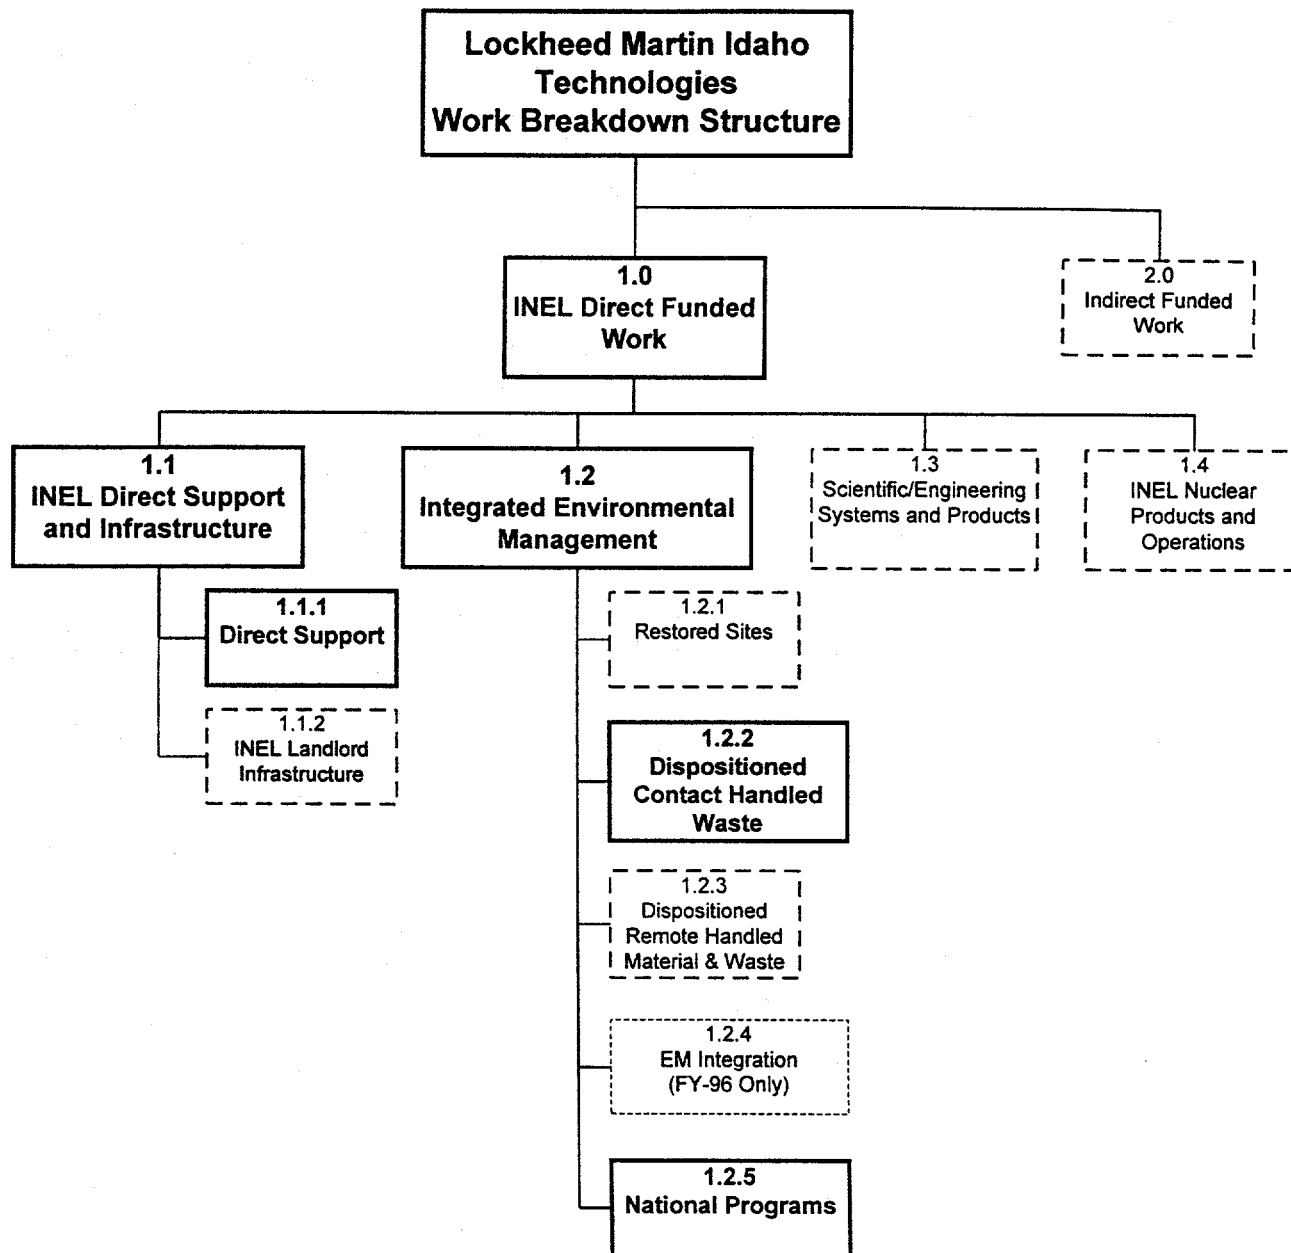 Lockheed Martin Idaho
Technologies
Work Breakdown Structure
1.0
INEL Direct Funded
Work
2.0
Indirect Funded
Work
1.1
INEL Direct Support
and Infrastructure
1.2
Integrated Environmental
Management
1.3
Scientific/Engineering
Systems and Products
1.4
INEL Nuclear
Products and
Operations
1.1.1
Direct Support
1.1.2
INEL Landlord
Infrastructure
1.2.1
Restored Sites
1.2.2
Dispositioned
Contact Handled
Waste
1.2.3
Dispositioned
Remote Handled
Material & Waste
1.2.4
EM Integration
(FY-96 Only)
1.2.5
National Programs